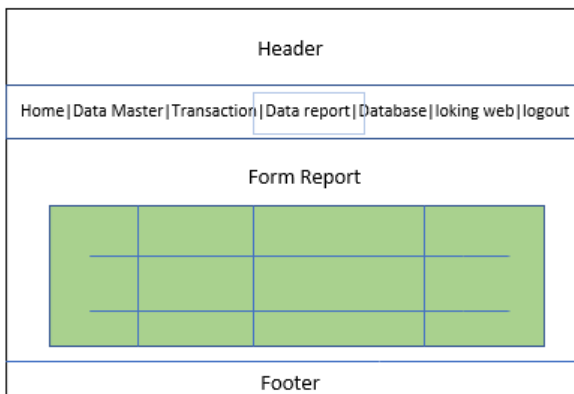 Header
Home|Data Master|Transaction|Data report|Database|loking web|logout
Form Report
Footer